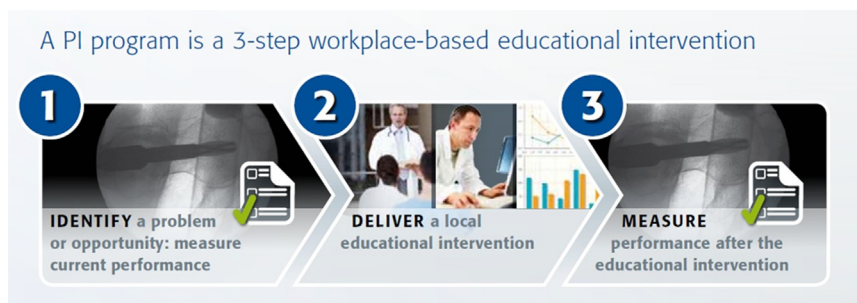 A PI program is a 3-step workplace-based educational intervention
1
2
3
IDENTIFY a problem
or opportunity: measure
current performance
DELIVER a local
educational intervention
MEASURE
performance after the
educational intervention